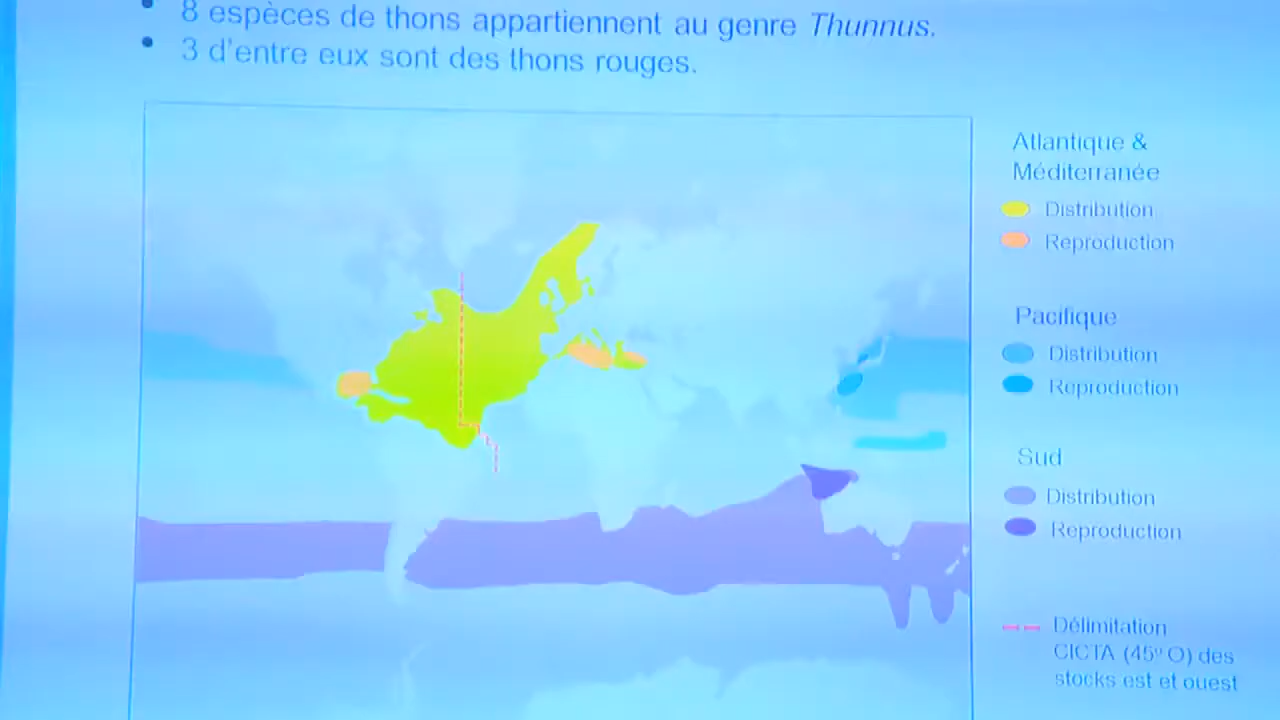 8 espèces de thons appartiennent au genre Thunnus.
3 d'entre eux sont des thons rouges.
Atlantique &
Méditerranée
Distribution
Reproduction
Pacifique
Distribution
Reproduction
Sud
Distribution
Reproduction
Délimitation
CICTA (45º O) des
stocks est et ouest